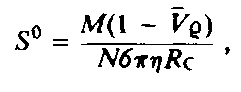 S⁰ = M(1 - V̄ϱ) / N6πηR_C ,